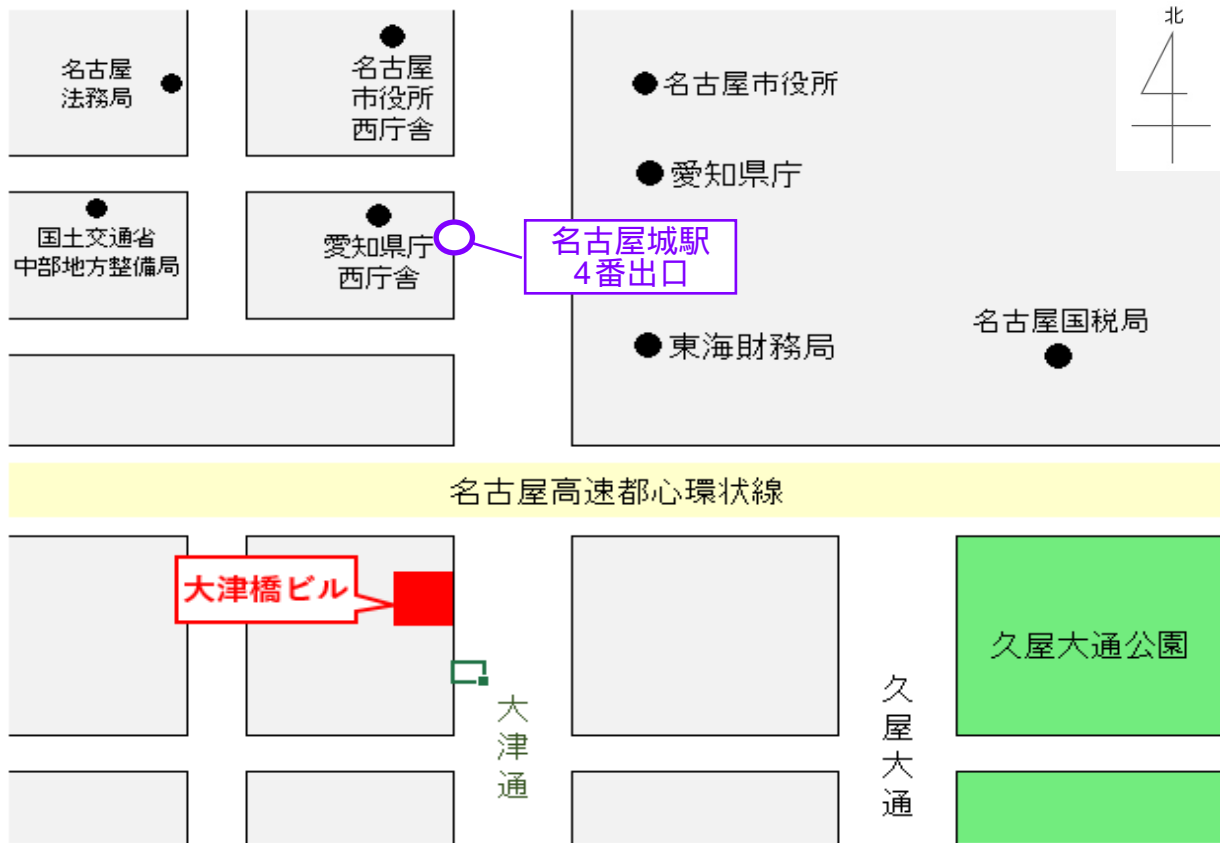 北
名古屋
法務局
名古屋
市役所
西庁舎
名古屋市役所
愛知県庁
国土交通省
中部地方整備局
愛知県庁
西庁舎
名古屋城駅
4番出口
東海財務局
名古屋国税局
名古屋高速都心環状線
大津橋ビル
久屋大通公園
大津通
久屋大通